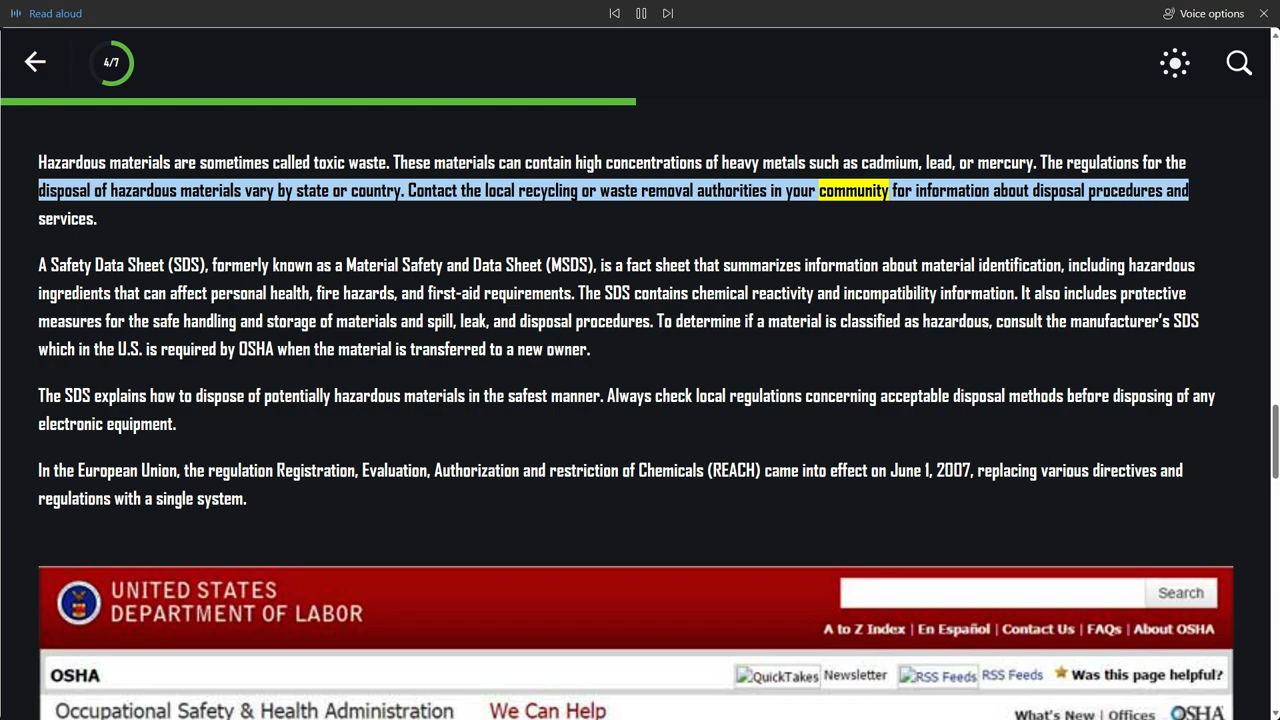 Read aloud
Voice options
4/7
Hazardous materials are sometimes called toxic waste. These materials can contain high concentrations of heavy metals such as cadmium, lead, or mercury. The regulations for the
disposal of hazardous materials vary by state or country. Contact the local recycling or waste removal authorities in your community for information about disposal procedures and
services.
A Safety Data Sheet (SDS), formerly known as a Material Safety and Data Sheet (MSDS), is a fact sheet that summarizes information about material identification, including hazardous
ingredients that can affect personal health, fire hazards, and first-aid requirements. The SDS contains chemical reactivity and incompatibility information. It also includes protective
measures for the safe handling and storage of materials and spill, leak, and disposal procedures. To determine if a material is classified as hazardous, consult the manufacturer's SDS
which in the U.S. is required by OSHA when the material is transferred to a new owner.
The SDS explains how to dispose of potentially hazardous materials in the safest manner. Always check local regulations concerning acceptable disposal methods before disposing of any
electronic equipment.
In the European Union, the regulation Registration, Evaluation, Authorization and restriction of Chemicals (REACH) came into effect on June 1, 2007, replacing various directives and
regulations with a single system.
UNITED STATES
DEPARTMENT OF LABOR
Search
A to Z Index | En Español | Contact Us | FAQs | About OSHA
OSHA
QuickTakes Newsletter RSS Feeds RSS Feeds Was this page helpful?
Occupational Safety & Health Administration We Can Help
What's New | Offices OSHA